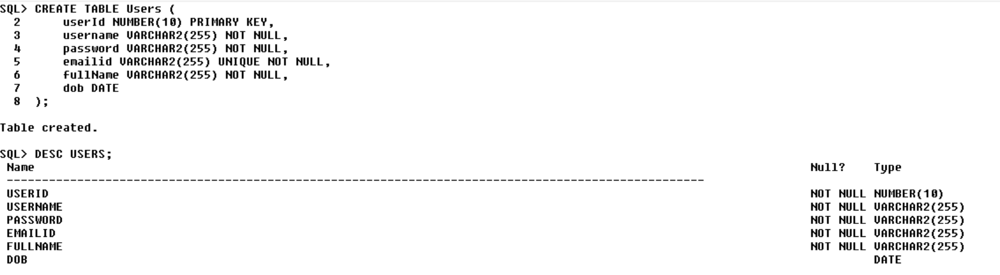 SQL> CREATE TABLE Users (
  2      userId NUMBER(10) PRIMARY KEY,
  3      username VARCHAR2(255) NOT NULL,
  4      password VARCHAR2(255) NOT NULL,
  5      emailid VARCHAR2(255) UNIQUE NOT NULL,
  6      fullName VARCHAR2(255) NOT NULL,
  7      dob DATE
  8  );
Table created.
SQL> DESC USERS;
Name Null? Type
---------------------------------------------------------------------------------------------------
USERID NOT NULL NUMBER(10)
USERNAME NOT NULL VARCHAR2(255)
PASSWORD NOT NULL VARCHAR2(255)
EMAILID NOT NULL VARCHAR2(255)
FULLNAME NOT NULL VARCHAR2(255)
DOB DATE